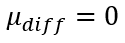 μ_diff = 0